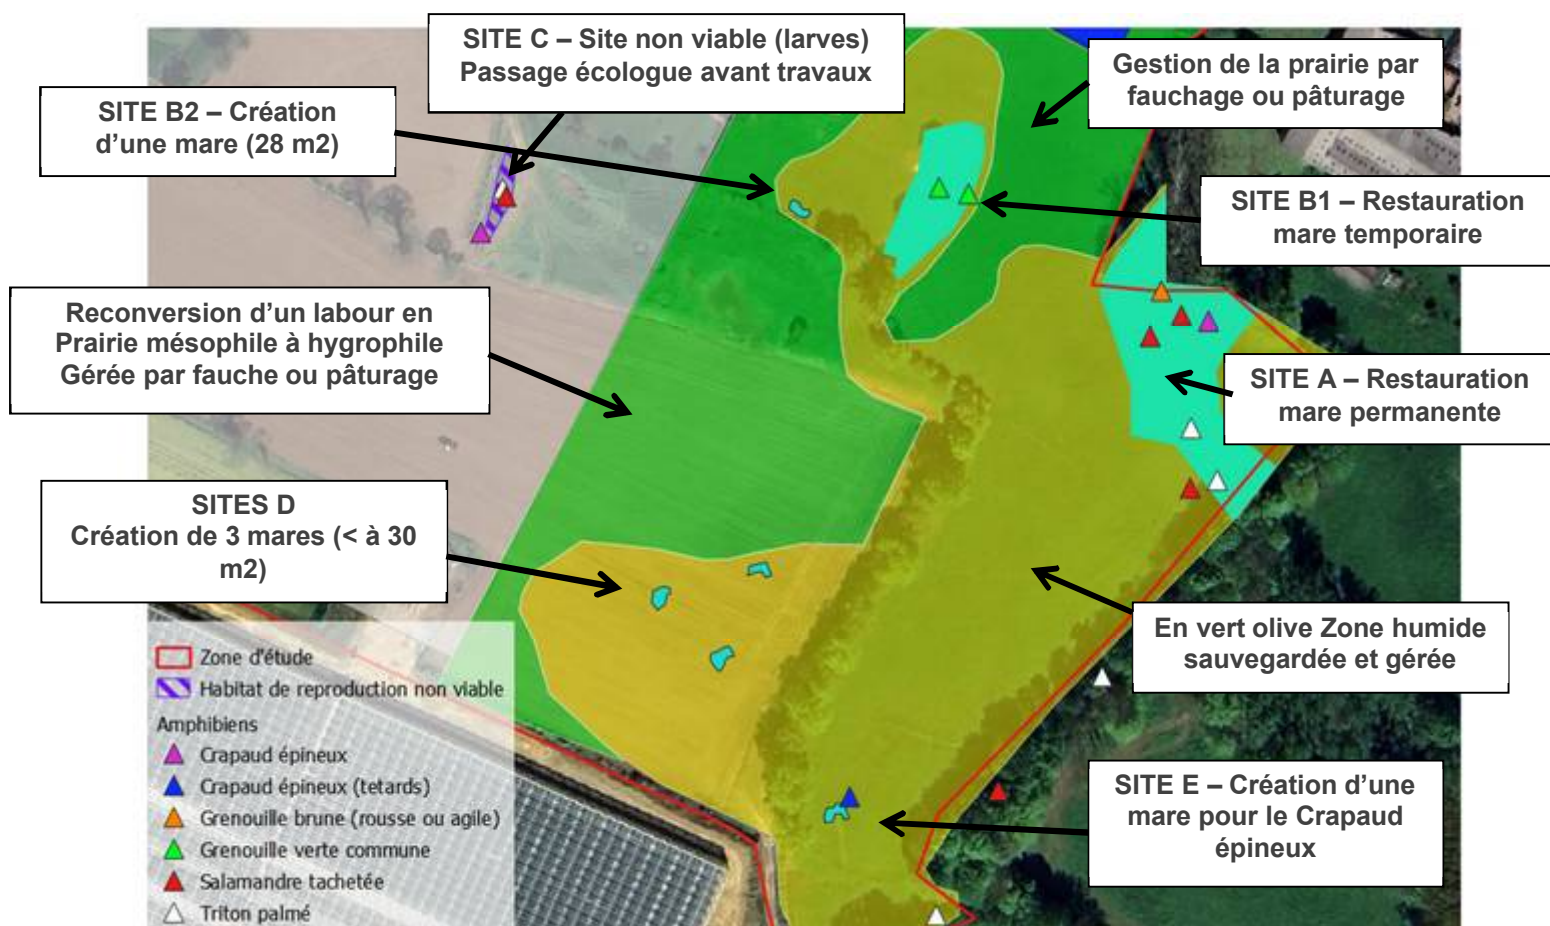 SITE C – Site non viable (larves)
Passage écologue avant travaux
Gestion de la prairie par
fauchage ou pâturage
SITE B2 – Création
d’une mare (28 m2)
SITE B1 – Restauration
mare temporaire
Reconversion d’un labour en
Prairie mésophile à hygrophile
Gérée par fauche ou pâturage
SITE A – Restauration
mare permanente
SITES D
Création de 3 mares (< à 30
m2)
En vert olive Zone humide
sauvegardée et gérée
SITE E – Création d’une
mare pour le Crapaud
épineux
Zone d'étude
Habitat de reproduction non viable
Amphibiens
Crapaud épineux
Crapaud épineux (tetards)
Grenouille brune (rousse ou agile)
Grenouille verte commune
Salamandre tachetée
Triton palmé